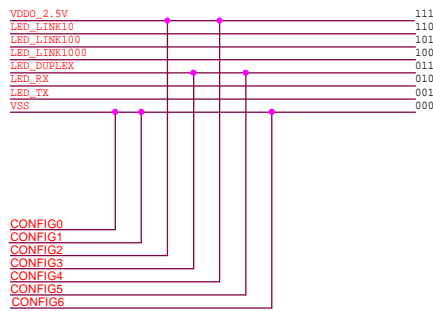 VDDO_2.5V 111
LED_LINK10 110
LED_LINK100 101
LED_LINK1000 100
LED_DUPLEX 011
LED_RX 010
LED_TX 001
VSS 000
CONFIG0
CONFIG1
CONFIG2
CONFIG3
CONFIG4
CONFIG5
CONFIG6